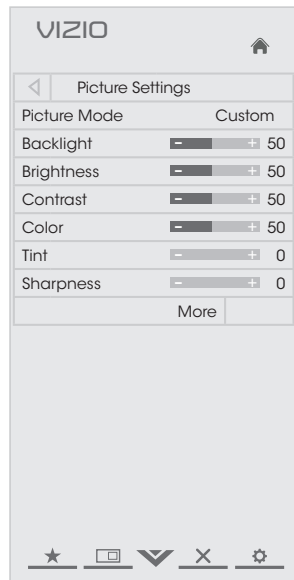 VIZIO
Picture Settings
Picture Mode Custom
Backlight - + 50
Brightness - + 50
Contrast - + 50
Color - + 50
Tint - + 0
Sharpness - + 0
More